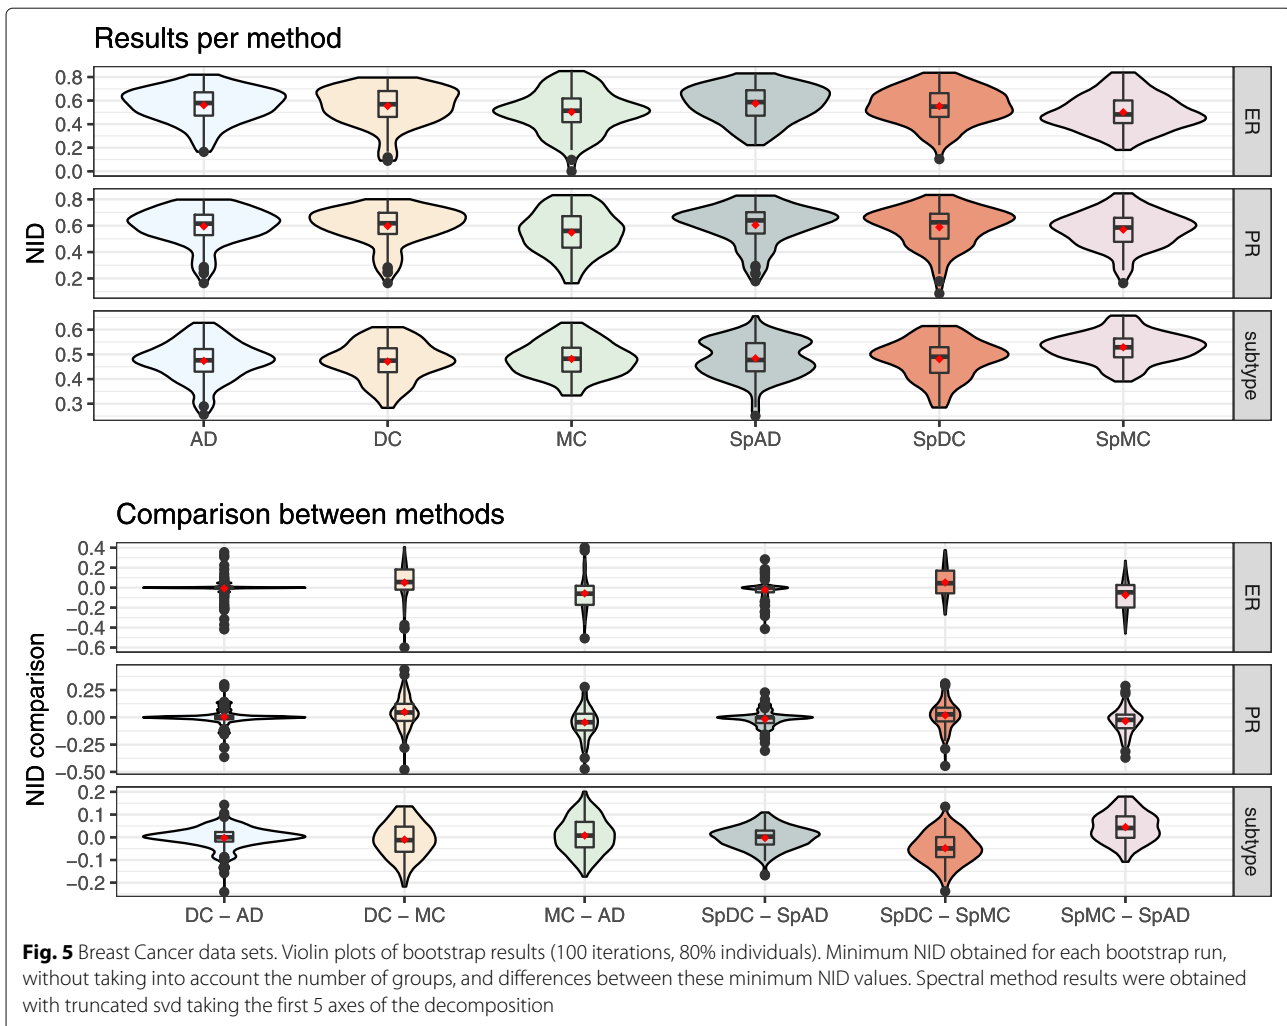 Results per method
NID
0.8
0.6
0.4
0.2
0.0
ER
0.8
0.6
0.4
0.2
PR
0.6
0.5
0.4
0.3
subtype
AD DC MC SpAD SpDC SpMC
Comparison between methods
NID comparison
0.4
0.2
0.0
−0.2
−0.4
−0.6
ER
0.25
0.00
−0.25
−0.50
PR
0.2
0.1
0.0
−0.1
−0.2
subtype
DC − AD DC − MC MC − AD SpDC − SpAD SpDC − SpMC SpMC − SpAD
Fig. 5 Breast Cancer data sets. Violin plots of bootstrap results (100 iterations, 80% individuals). Minimum NID obtained for each bootstrap run,
without taking into account the number of groups, and differences between these minimum NID values. Spectral method results were obtained
with truncated svd taking the first 5 axes of the decomposition